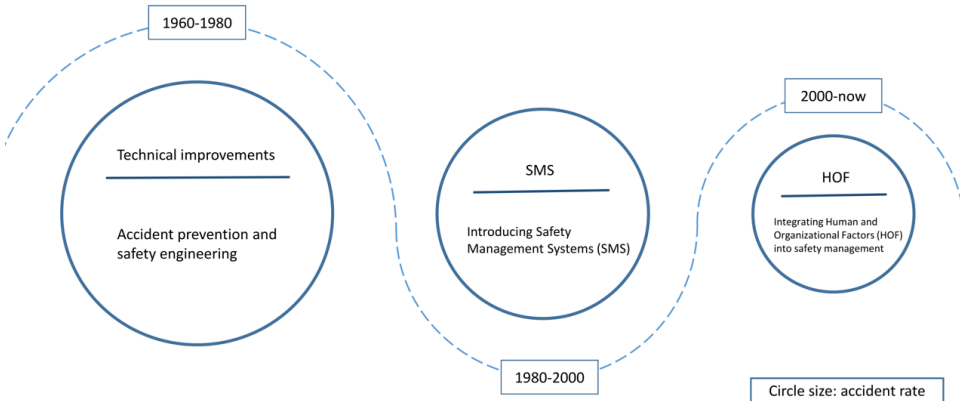 1960-1980
Technical improvements
Accident prevention and
safety engineering
SMS
Introducing Safety
Management Systems (SMS)
1980-2000
2000-now
HOF
Integrating Human and
Organizational Factors (HOF)
into safety management
Circle size: accident rate